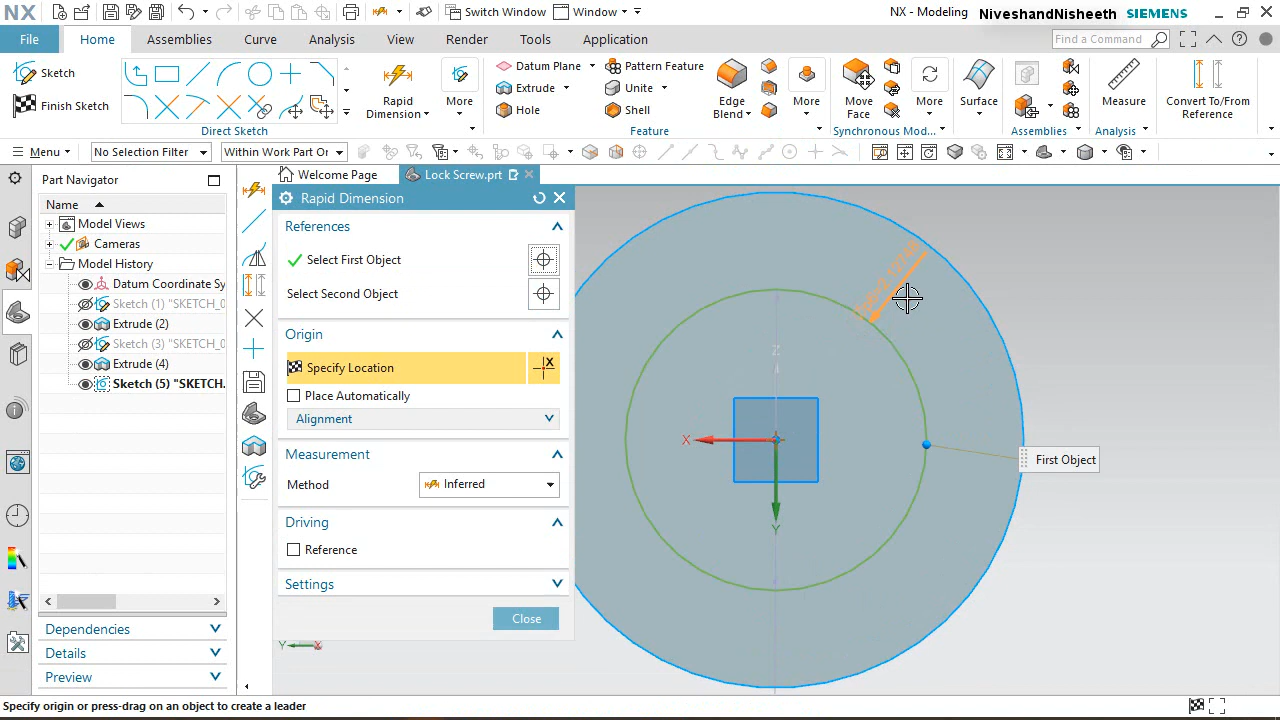 NX
Switch Window
Window
NX - Modeling
NiveshandNisheeth
SIEMENS
File
Home
Assemblies
Curve
Analysis
View
Render
Tools
Application
Find a Command
Sketch
Finish Sketch
Direct Sketch
Rapid
Dimension
More
Datum Plane
Extrude
Hole
Pattern Feature
Unite
Shell
Edge
Blend
More
Feature
Move
Face
More
Synchronous Mod...
Surface
Assemblies
Measure
Analysis
Convert To/From
Reference
Menu
No Selection Filter
Within Work Part Or
Part Navigator
Welcome Page
Lock Screw.prt
Name
Model Views
Cameras
Model History
Datum Coordinate Sy
Sketch (1) "SKETCH_0
Extrude (2)
Sketch (3) "SKETCH_0
Extrude (4)
Sketch (5) "SKETCH.
Dependencies
Details
Preview
Rapid Dimension
References
Select First Object
Select Second Object
Origin
Specify Location
Place Automatically
Alignment
Measurement
Method
Inferred
Driving
Reference
Settings
Close
Z
X
Y
First Object
Y
X
Specify origin or press-drag on an object to create a leader